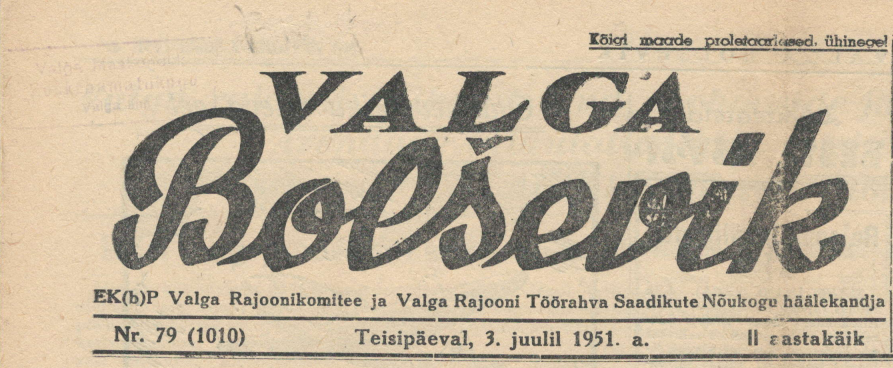 Kõigi maade proletaarlased, ühinege!
VALGA
Bolševik
EK(b)P Valga Rajoonikomitee ja Valga Rajooni Töörahva Saadikute Nõukogu häälekandja
Nr. 79 (1010) Teisipäeval, 3. juulil 1951. a. II aastakäik